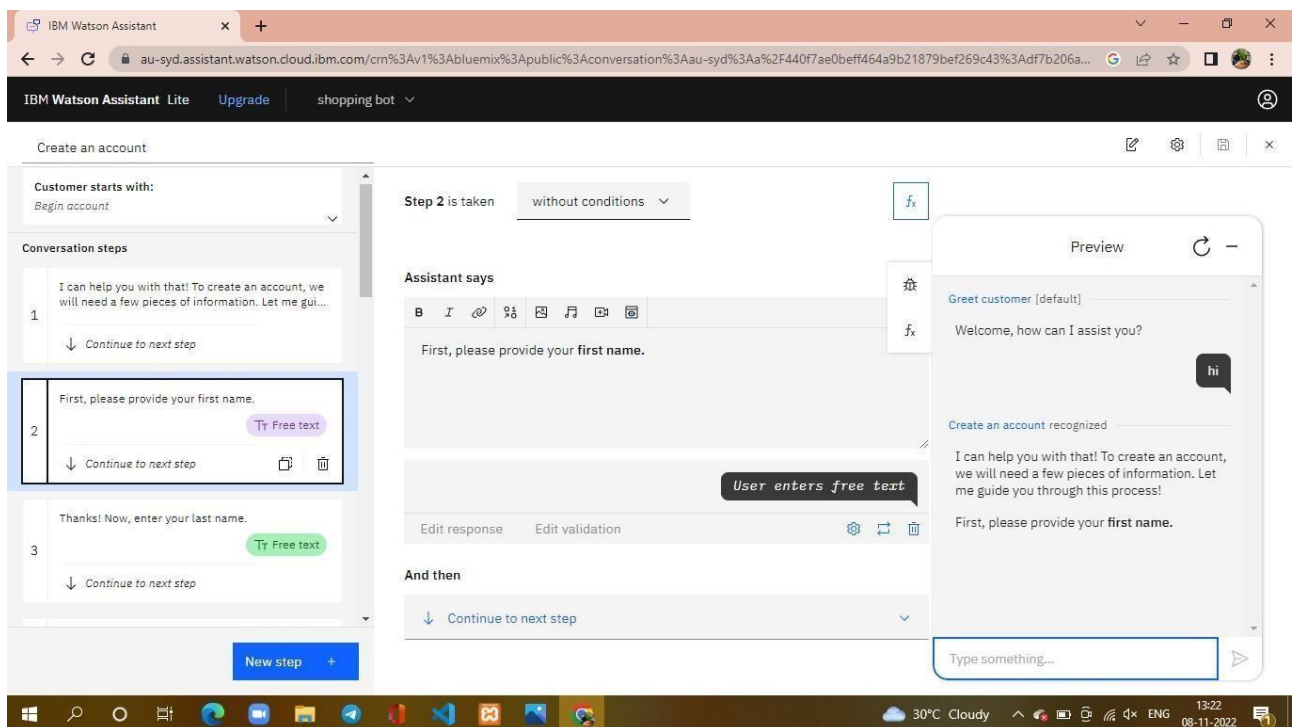 IBM Watson Assistant
au-syd.assistant.watson.cloud.ibm.com/crn%3Av1%3Abluemix%3Apublic%3Aconversation%3Aau-syd%3Aa%2F440f7ae0beff464a9b21879bef269c43%3Adf7b206a...
IBM Watson Assistant Lite Upgrade shopping bot
Create an account
Customer starts with:
Begin account
Conversation steps
1
I can help you with that! To create an account, we
will need a few pieces of information. Let me gui...
Continue to next step
2
First, please provide your first name.
Free text
Continue to next step
3
Thanks! Now, enter your last name.
Free text
Continue to next step
New step +
Step 2 is taken without conditions
fx
Assistant says
B I
First, please provide your first name.
User enters free text
Edit response Edit validation
And then
Continue to next step
fx
Preview
Greet customer [default]
Welcome, how can I assist you?
hi
Create an account recognized
I can help you with that! To create an account,
we will need a few pieces of information. Let
me guide you through this process!
First, please provide your first name.
Type something...
30°C Cloudy ENG 13:22
08-11-2022
1